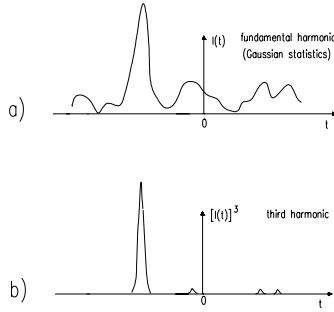 I(t) fundamental harmonic
(Gaussian statistics)
a)
0
t
[I(t)]³ third harmonic
b)
0
t